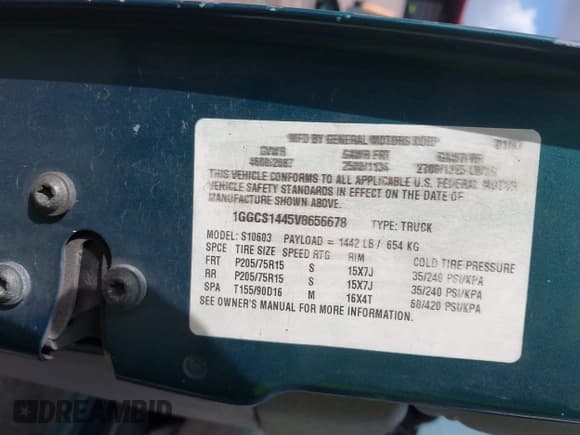 MFD BY GENERAL MOTORS CORP
GVWR GAWR FRT GAWR RR
THIS VEHICLE CONFORMS TO ALL APPLICABLE U.S. FEDERAL MOTOR
VEHICLE SAFETY STANDARDS IN EFFECT ON THE DATE OF
MANUFACTURE SHOWN ABOVE.
1GGCS1445V8656678 TYPE: TRUCK
MODEL: S10603 PAYLOAD = 1442 LB / 654 KG
SPCE TIRE SIZE SPEED RTG RIM COLD TIRE PRESSURE
FRT P205/75R15 S 15X7J 35/240 PSI/KPA
RR P205/75R15 S 15X7J 35/240 PSI/KPA
SPA T155/90D16 M 16X4T 60/420 PSI/KPA
SEE OWNER'S MANUAL FOR MORE INFORMATION.
DREAMBID